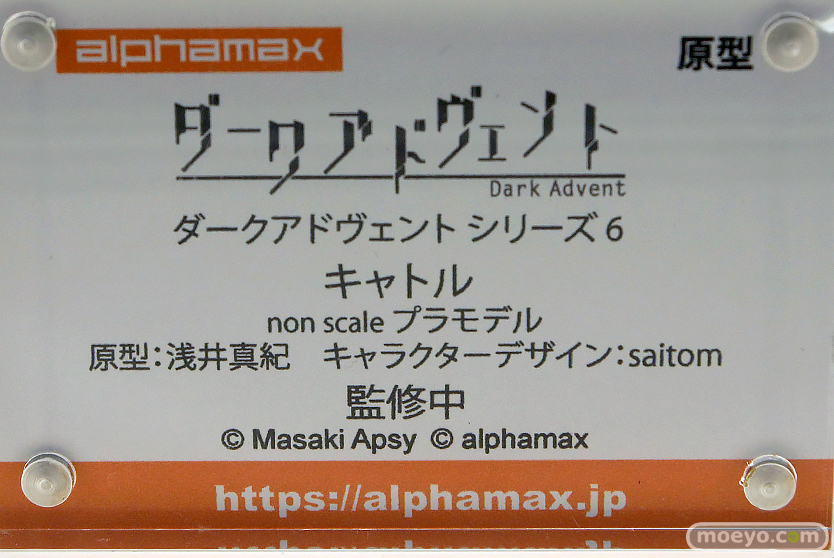 alphamax 原型
ダークアドヴェント
Dark Advent
ダークアドヴェント シリーズ6
キャトル
non scale プラモデル
原型：浅井真紀　キャラクターデザイン：saitom
監修中
© Masaki Apsy © alphamax
https://alphamax.jp
moeyo.com